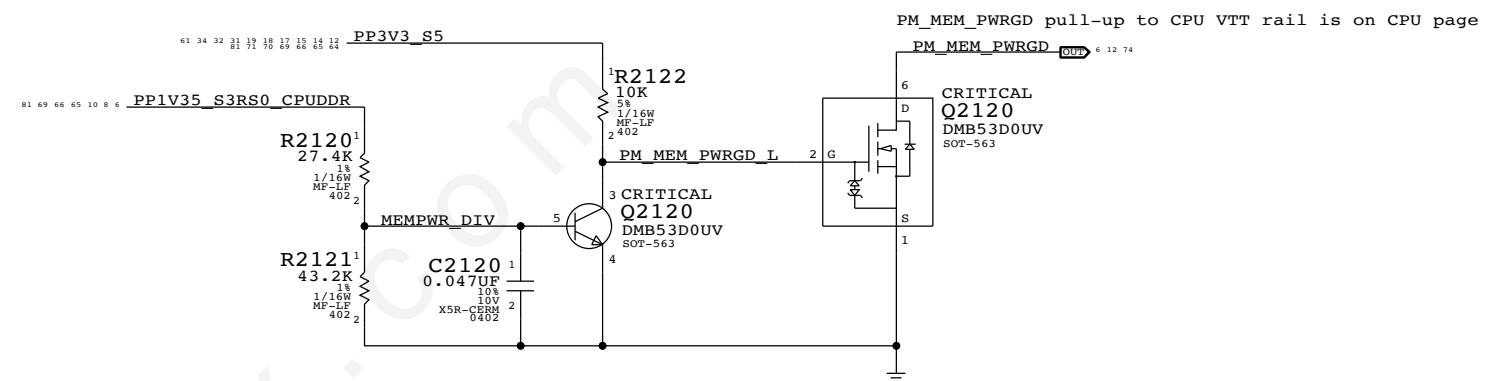 PM_MEM_PWRGD pull-up to CPU VTT rail is on CPU page
61 34 32 31 19 18 17 15 14 12
81 71 70 69 66 65 64
PP3V3_S5
PM_MEM_PWRGD
OUT
6 12 74
81 69 66 65 10 8 6
PP1V35_S3RS0_CPUDDR
1
R2122
10K
5%
1/16W
MF-LF
402
2
6
CRITICAL
Q2120
DMB53D0UV
SOT-563
D
R2120
1
27.4K
1%
1/16W
MF-LF
402
2
PM_MEM_PWRGD_L
2
G
S
1
MEMPWR_DIV
5
3
CRITICAL
Q2120
DMB53D0UV
SOT-563
4
R2121
1
43.2K
1%
1/16W
MF-LF
402
2
C2120
1
0.047UF
10%
10V
X5R-CERM
0402
2
.com